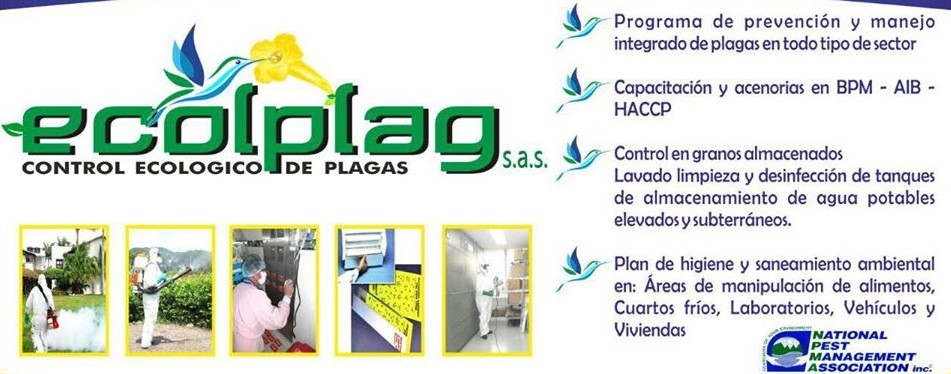 ecolplag s.a.s.
CONTROL ECOLOGICO DE PLAGAS
Programa de prevención y manejo
integrado de plagas en todo tipo de sector
Capacitación y acenorias en BPM - AIB -
HACCP
Control en granos almacenados
Lavado limpieza y desinfección de tanques
de almacenamiento de agua potables
elevados y subterráneos.
Plan de higiene y saneamiento ambiental
en: Áreas de manipulación de alimentos,
Cuartos fríos, Laboratorios, Vehículos y
Viviendas
NATIONAL
PEST
MANAGEMENT
ASSOCIATION inc.